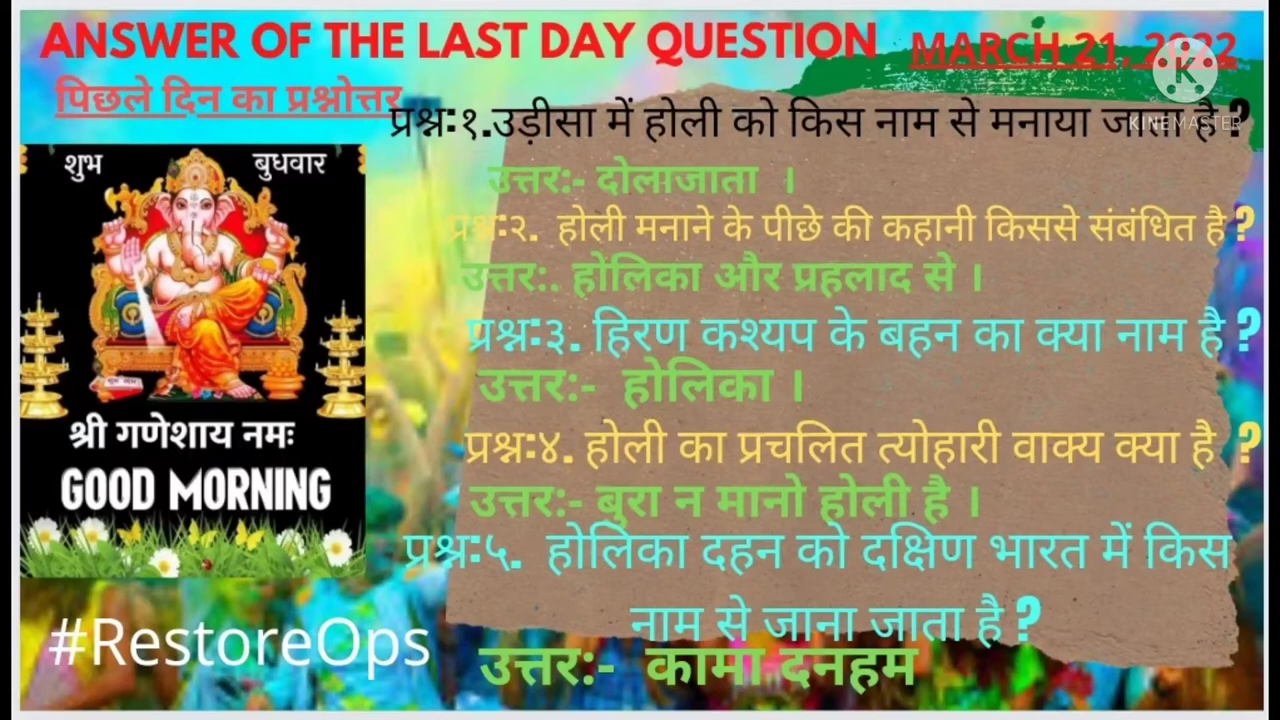 ANSWER OF THE LAST DAY QUESTION
MARCH 21, 2022
पिछले दिन का प्रश्नोत्तर
KINEMASTER
प्रश्न:१.उड़ीसा में होली को किस नाम से मनाया जाता है ?
उत्तर:- दोलाजाता ।
प्रश्न:२. होली मनाने के पीछे की कहानी किससे संबंधित है ?
उत्तर:. होलिका और प्रहलाद से ।
प्रश्न:३. हिरण कश्यप के बहन का क्या नाम है ?
उत्तर:- होलिका ।
प्रश्न:४. होली का प्रचलित त्योहारी वाक्य क्या है ?
उत्तर:- बुरा न मानो होली है ।
प्रश्न:५. होलिका दहन को दक्षिण भारत में किस
नाम से जाना जाता है ?
उत्तर:- कामा दनहम
शुभ बुधवार
श्री गणेशाय नमः
GOOD MORNING
#RestoreOps